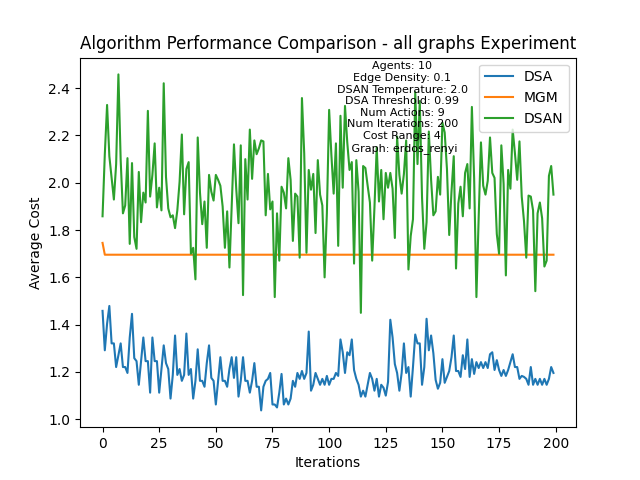 Algorithm Performance Comparison - all graphs Experiment
Agents: 10
Edge Density: 0.1
DSAN Temperature: 2.0
DSA Threshold: 0.99
Num Actions: 9
Num Iterations: 200
Cost Range: 4
Graph: erdos_renyi
DSA
MGM
DSAN
2.4
2.2
2.0
1.8
1.6
1.4
1.2
1.0
Average Cost
0
25
50
75
100
125
150
175
200
Iterations